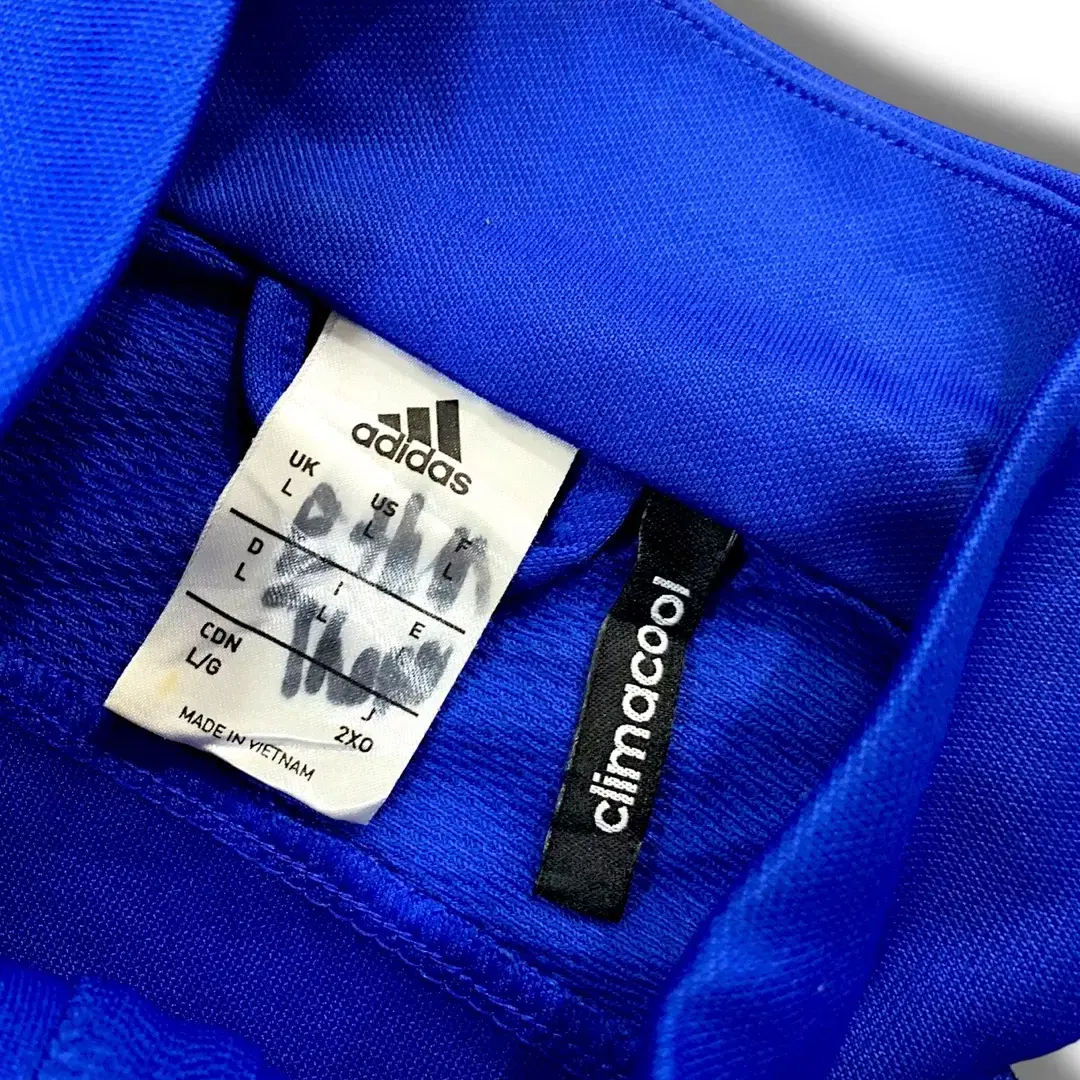 adidas
UK US F
L L L
D I E
L L
CDN J
L/G 2XO
MADE IN VIETNAM
climacool